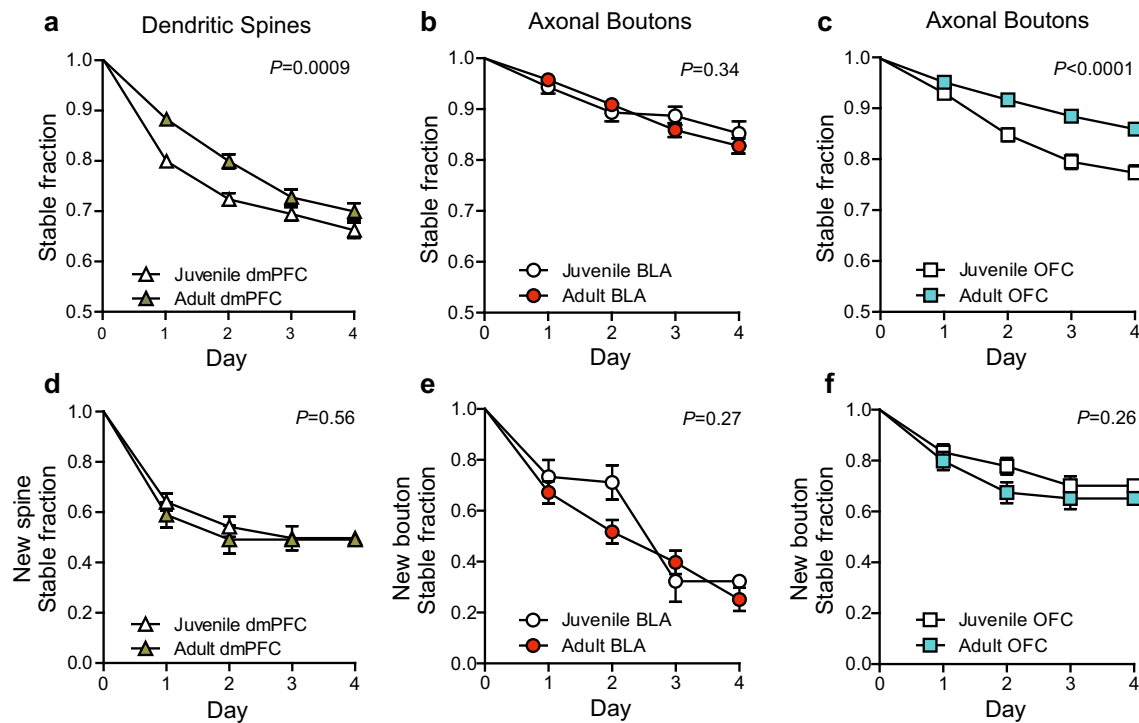 a
Dendritic Spines
P=0.0009
1.0
0.9
0.8
0.7
0.6
0.5
Stable fraction
Juvenile dmPFC
Adult dmPFC
0 1 2 3 4
Day
b
Axonal Boutons
P=0.34
1.0
0.9
0.8
0.7
0.6
0.5
Stable fraction
Juvenile BLA
Adult BLA
0 1 2 3 4
Day
c
Axonal Boutons
P<0.0001
1.0
0.9
0.8
0.7
0.6
0.5
Stable fraction
Juvenile OFC
Adult OFC
0 1 2 3 4
Day
d
P=0.56
1.0
0.8
0.6
0.4
0.2
0.0
New spine
Stable fraction
Juvenile dmPFC
Adult dmPFC
0 1 2 3 4
Day
e
P=0.27
1.0
0.8
0.6
0.4
0.2
0.0
New bouton
Stable fraction
Juvenile BLA
Adult BLA
0 1 2 3 4
Day
f
P=0.26
1.0
0.8
0.6
0.4
0.2
0.0
New bouton
Stable fraction
Juvenile OFC
Adult OFC
0 1 2 3 4
Day